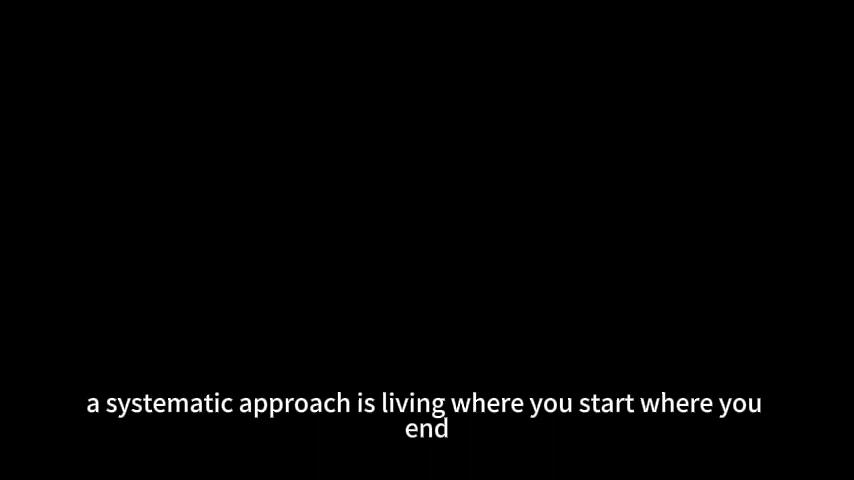 a systematic approach is living where you start where you
end